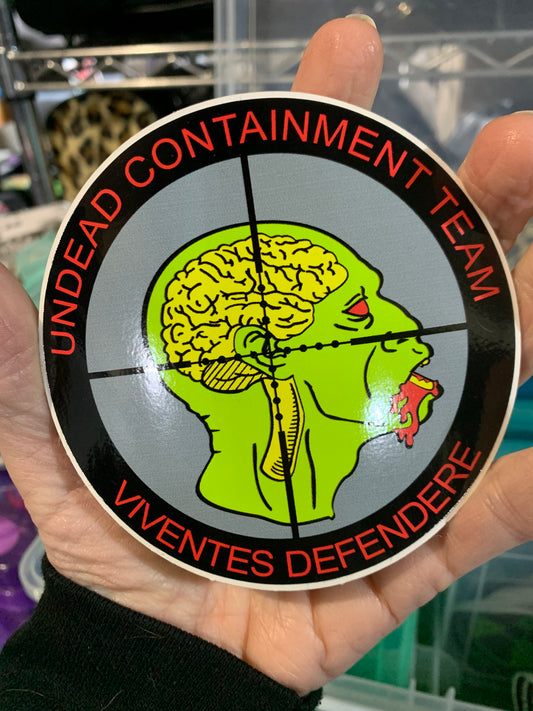 UNDEAD CONTAINMENT TEAM
VIVENTES DEFENDERE